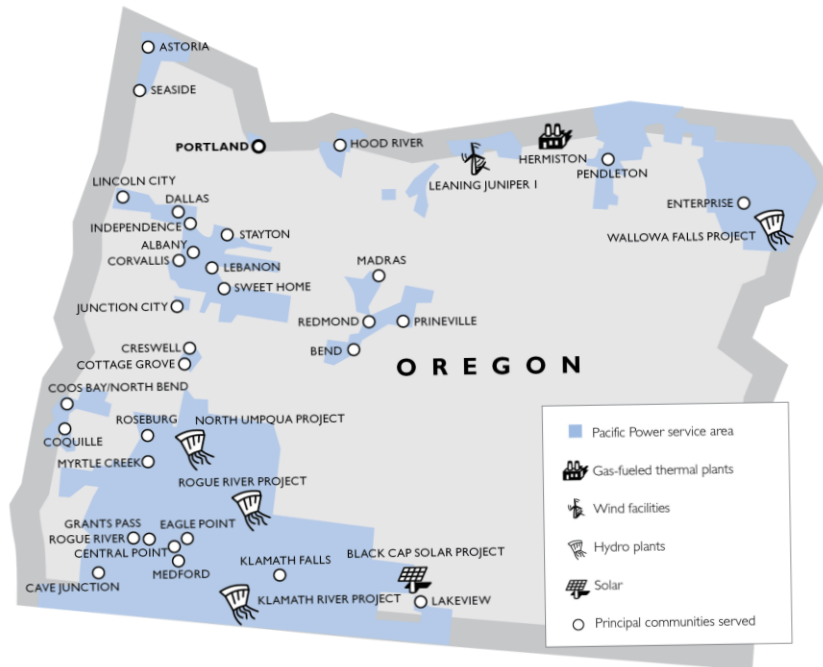 ASTORIA
SEASIDE
PORTLAND
HOOD RIVER
HERMISTON
PENDLETON
LEANING JUNIPER 1
LINCOLN CITY
DALLAS
ENTERPRISE
INDEPENDENCE
STAYTON
WALLOWA FALLS PROJECT
ALBANY
CORVALLIS
LEBANON
MADRAS
SWEET HOME
JUNCTION CITY
REDMOND
PRINEVILLE
CRESWELL
BEND
COTTAGE GROVE
OREGON
COOS BAY/NORTH BEND
ROSEBURG
NORTH UMPQUA PROJECT
COQUILLE
MYRTLE CREEK
ROGUE RIVER PROJECT
GRANTS PASS
EAGLE POINT
ROGUE RIVER
CENTRAL POINT
BLACK CAP SOLAR PROJECT
KLAMATH FALLS
MEDFORD
CAVE JUNCTION
KLAMATH RIVER PROJECT
LAKEVIEW
Pacific Power service area
Gas-fueled thermal plants
Wind facilities
Hydro plants
Solar
Principal communities served